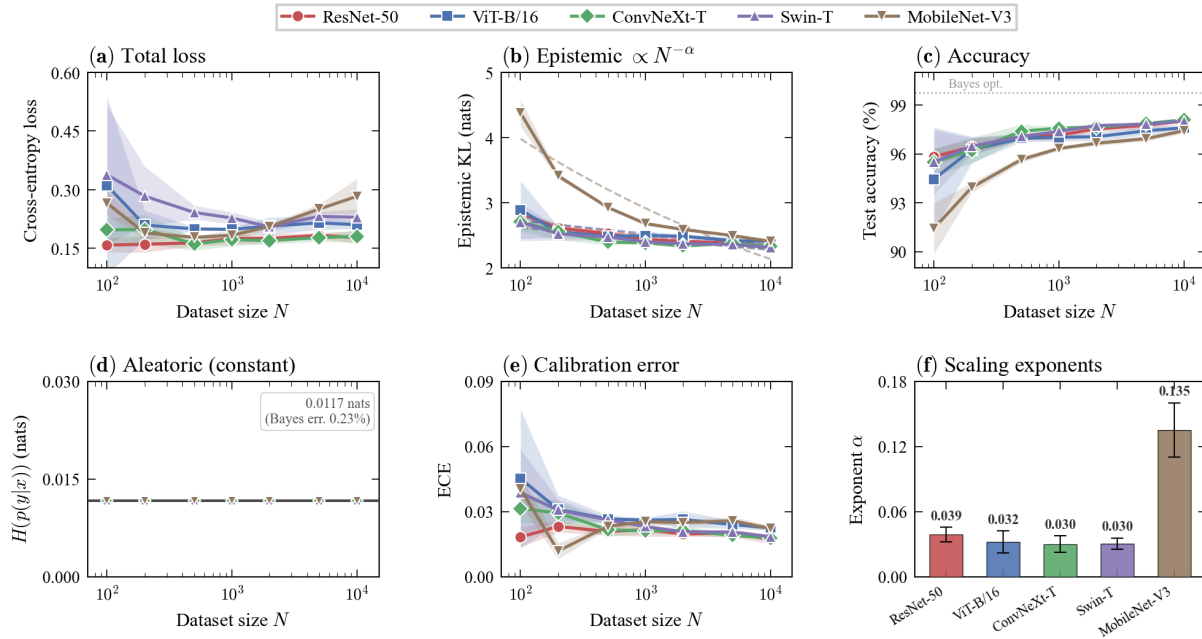 ResNet-50 ViT-B/16 ConvNeXt-T Swin-T MobileNet-V3
(a) Total loss
0.60
0.45
0.30
0.15
Cross-entropy loss
10² 10³ 10⁴
Dataset size N
(b) Epistemic ∝ N^{−α}
5
4
3
2
Epistemic KL (nats)
10² 10³ 10⁴
Dataset size N
(c) Accuracy
Bayes opt.
99
96
93
90
Test accuracy (%)
10² 10³ 10⁴
Dataset size N
(d) Aleatoric (constant)
0.030
0.015
0.000
H(p(y|x)) (nats)
0.0117 nats
(Bayes err. 0.23%)
10² 10³ 10⁴
Dataset size N
(e) Calibration error
0.09
0.06
0.03
0.00
ECE
10² 10³ 10⁴
Dataset size N
(f) Scaling exponents
0.18
0.12
0.06
0.00
Exponent α
0.039
0.032
0.030
0.030
0.135
ResNet-50
ViT-B/16
ConvNeXt-T
Swin-T
MobileNet-V3